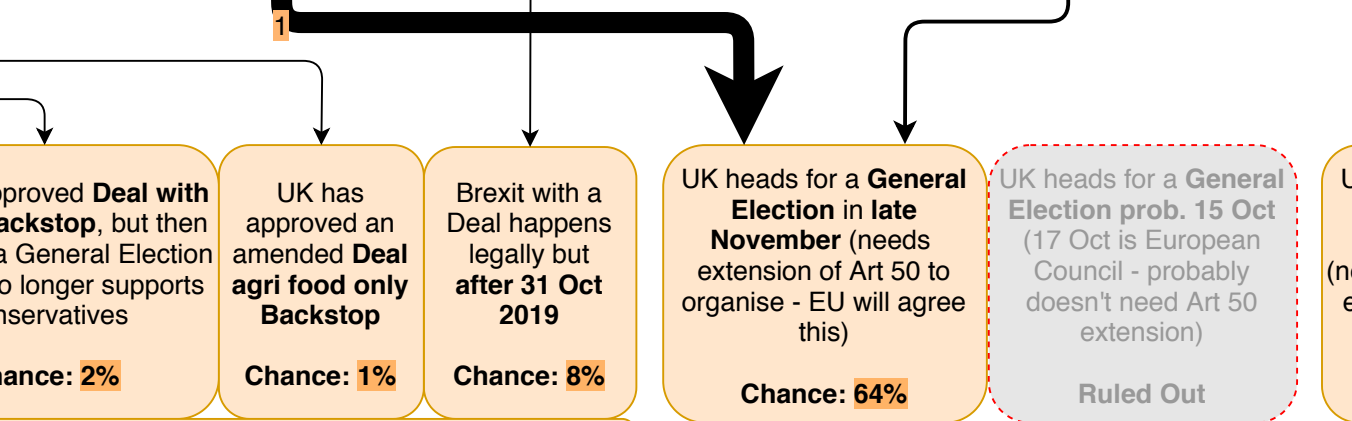 1
pproved Deal with
ackstop, but then
a General Election
o longer supports
nservatives
ance: 2%
UK has
approved an
amended Deal
agri food only
Backstop
Chance: 1%
Brexit with a
Deal happens
legally but
after 31 Oct
2019
Chance: 8%
UK heads for a General
Election in late
November (needs
extension of Art 50 to
organise - EU will agree
this)
Chance: 64%
UK heads for a General
Election prob. 15 Oct
(17 Oct is European
Council - probably
doesn't need Art 50
extension)
Ruled Out
U
(n
e